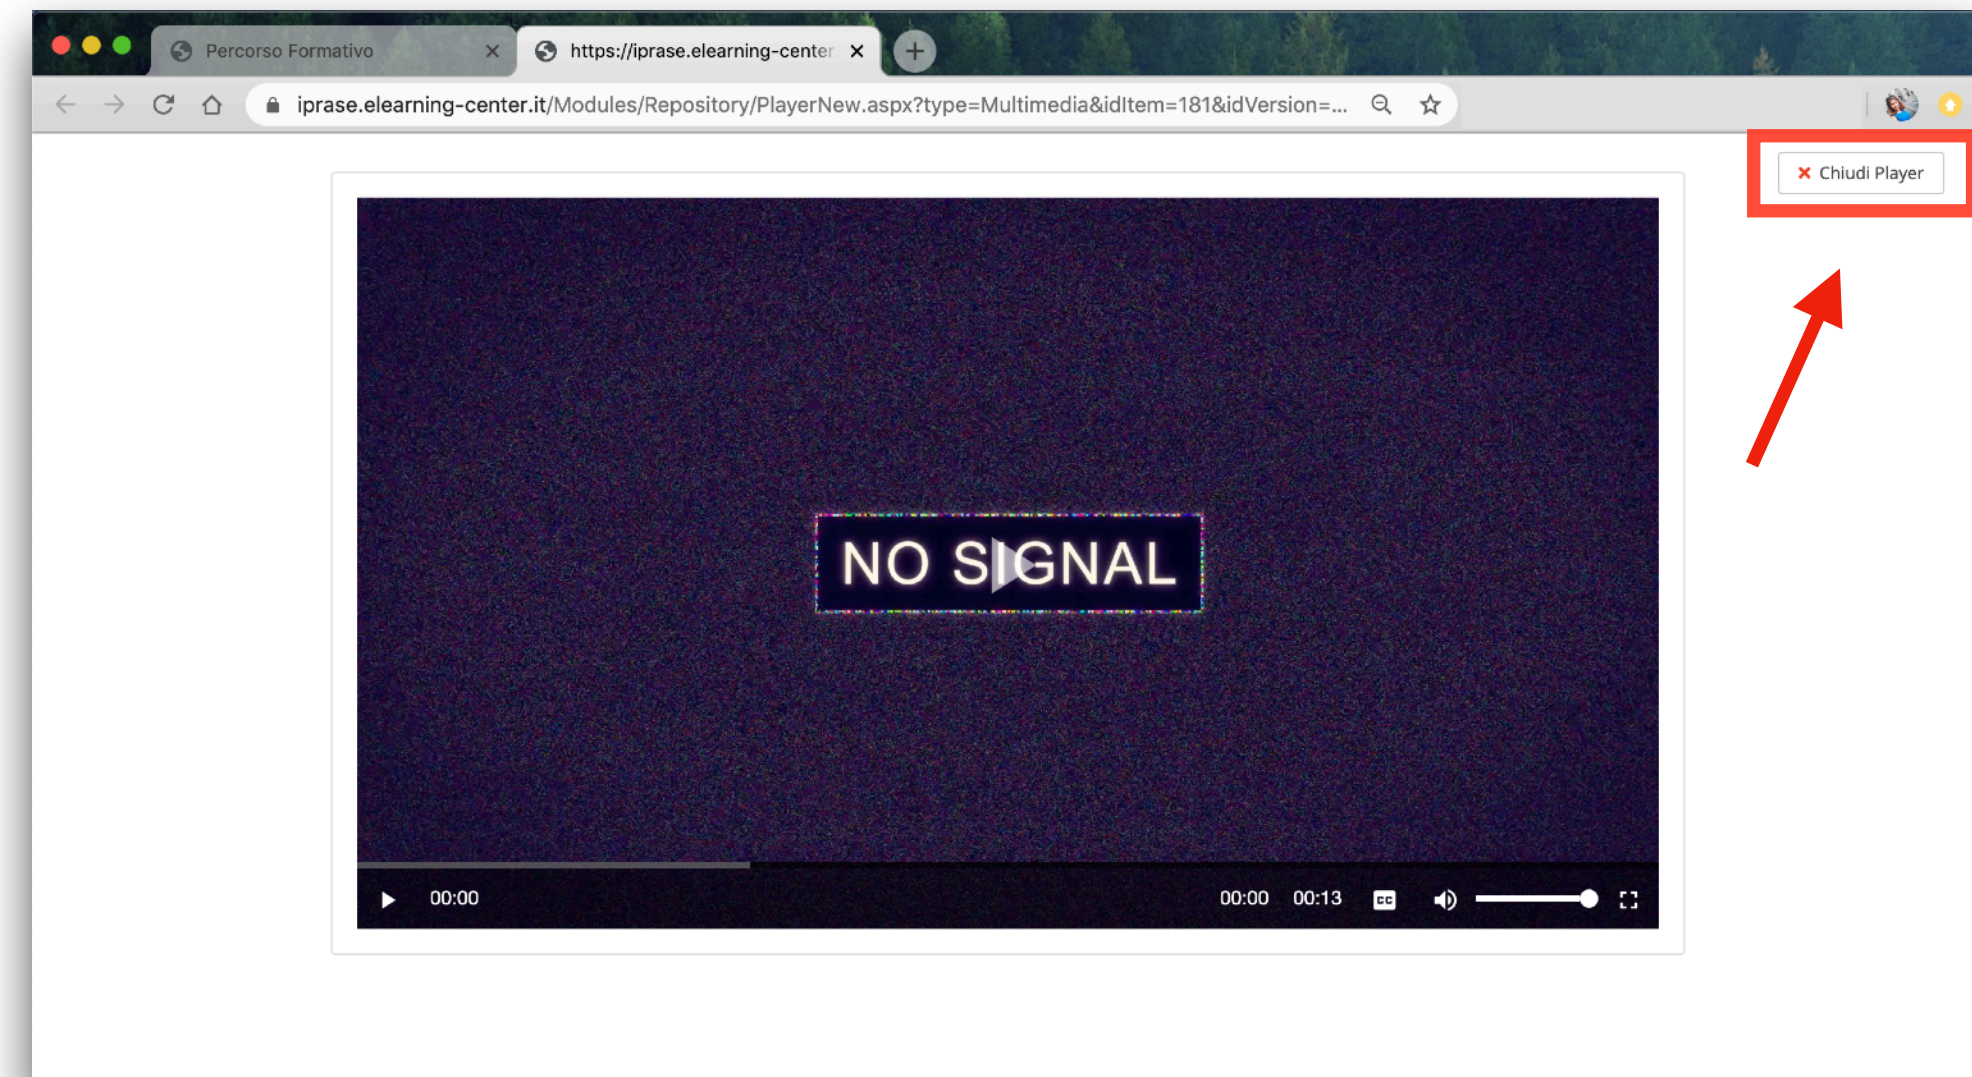 Percorso Formativo
https://iprase.elearning-center
iprase.elearning-center.it/Modules/Repository/PlayerNew.aspx?type=Multimedia&idItem=181&idVersion=...
Chiudi Player
NO SIGNAL
00:00
00:00 00:13 CC